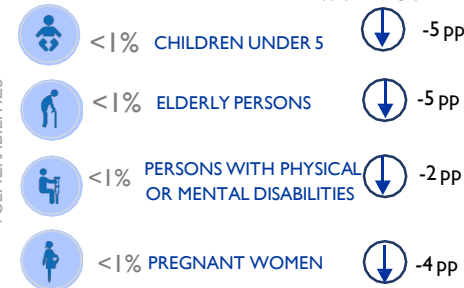 <1% CHILDREN UNDER 5 -5 pp
<1% ELDERLY PERSONS -5 pp
<1% PERSONS WITH PHYSICAL
OR MENTAL DISABILITIES -2 pp
<1% PREGNANT WOMEN -4 pp